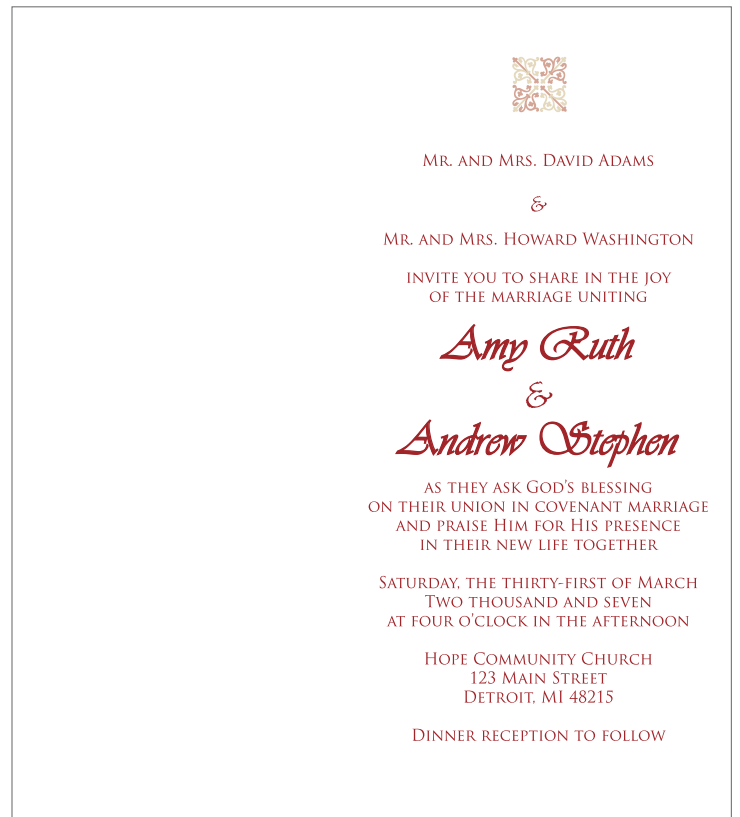 Mr. and Mrs. David Adams
&
Mr. and Mrs. Howard Washington
invite you to share in the joy
of the marriage uniting
Amy Ruth
&
Andrew Stephen
as they ask God's blessing
on their union in covenant marriage
and praise Him for His presence
in their new life together
Saturday, the thirty-first of March
Two thousand and seven
at four o'clock in the afternoon
Hope Community Church
123 Main Street
Detroit, MI 48215
Dinner reception to follow